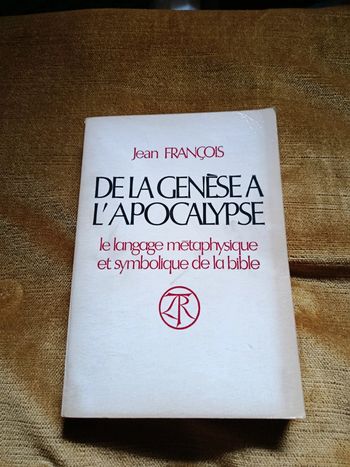 Jean FRANÇOIS
DE LA GENÈSE A
L'APOCALYPSE
le langage métaphysique
et symbolique de la bible